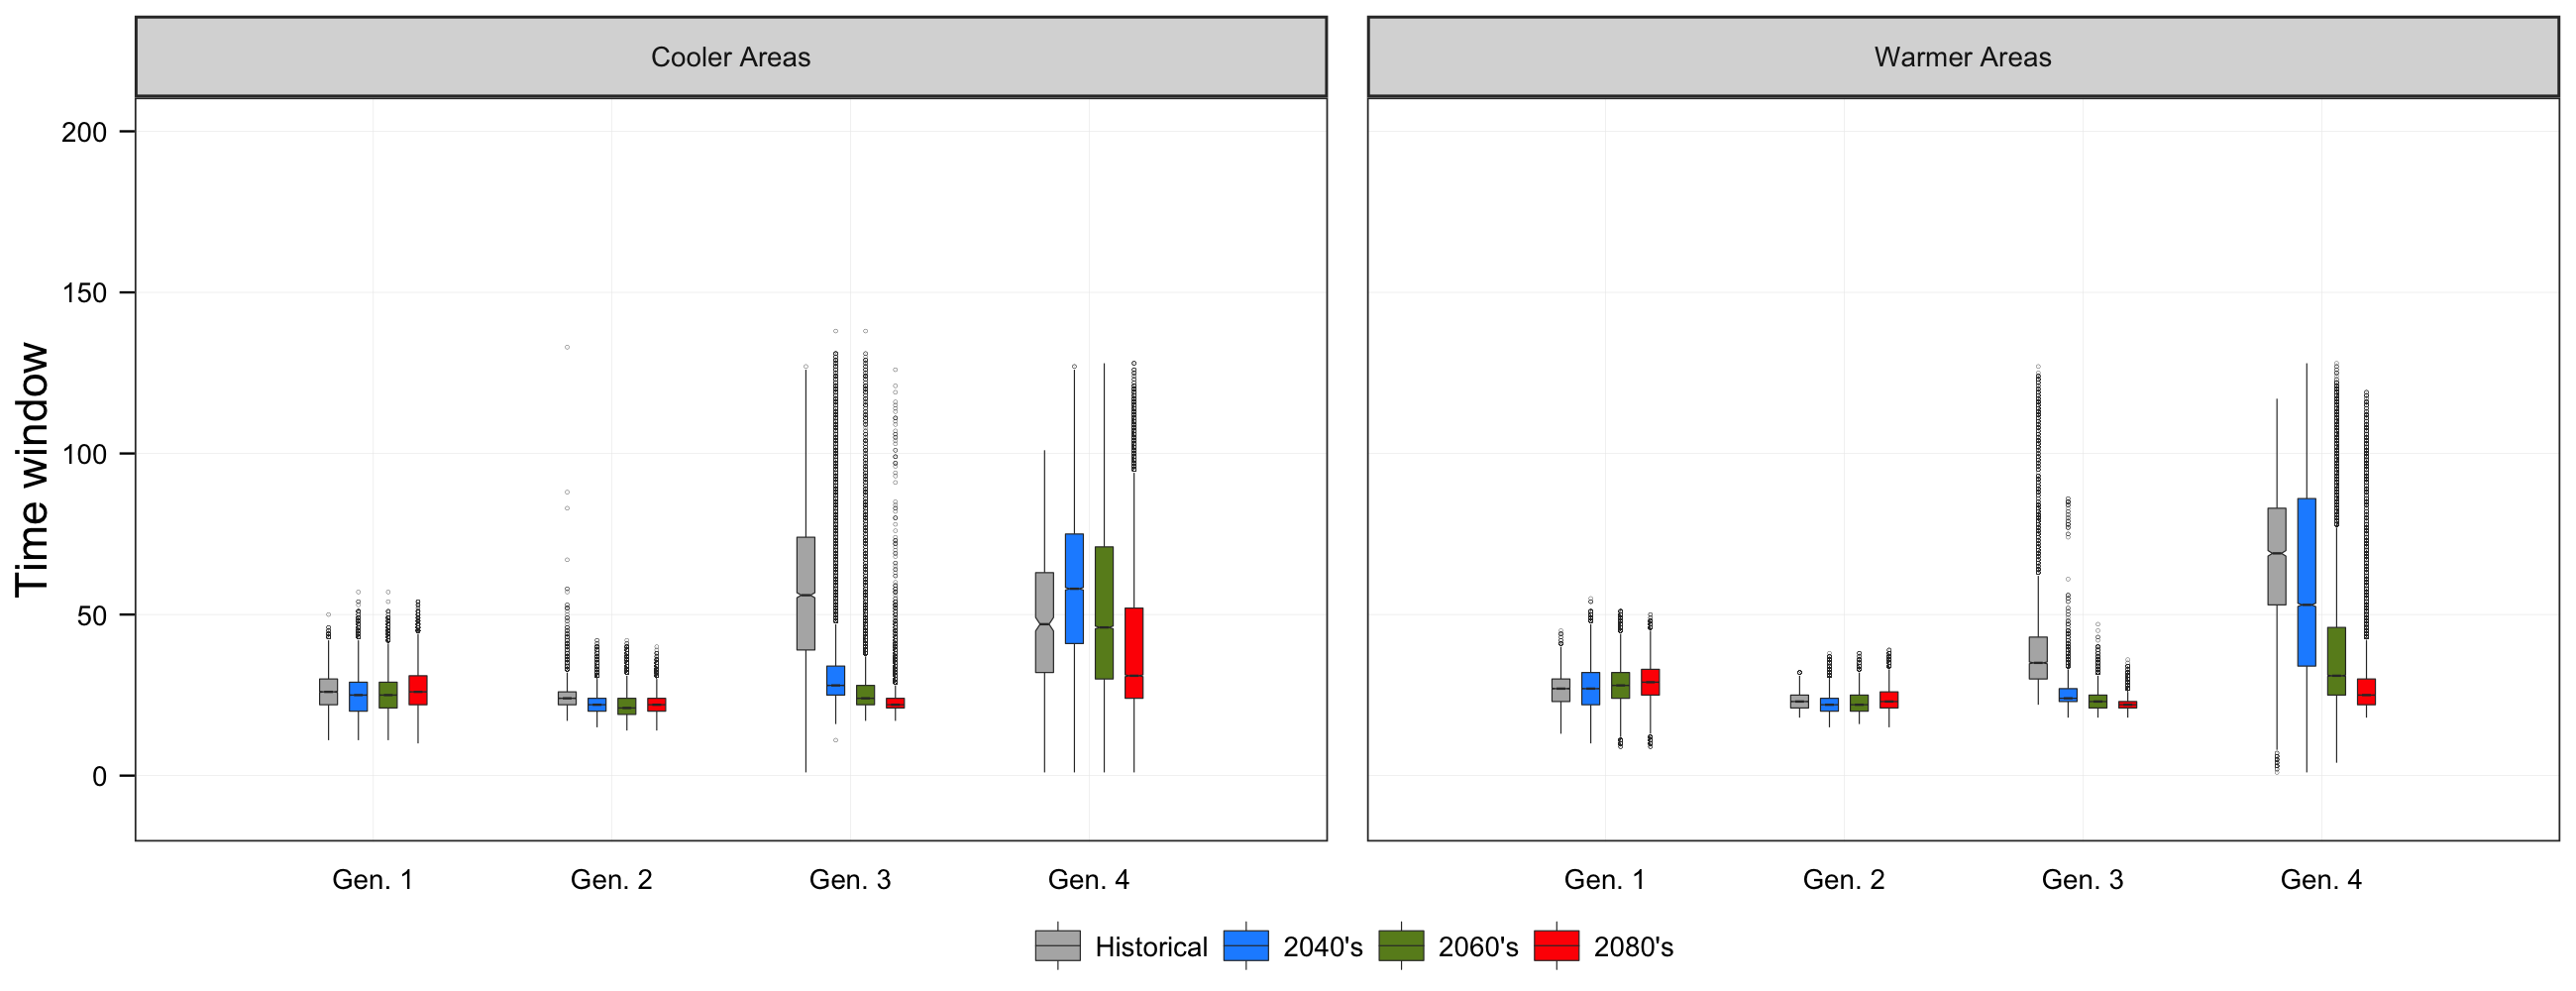 Cooler Areas
Warmer Areas
Time window
200
150
100
50
0
Gen. 1
Gen. 2
Gen. 3
Gen. 4
Gen. 1
Gen. 2
Gen. 3
Gen. 4
Historical
2040's
2060's
2080's